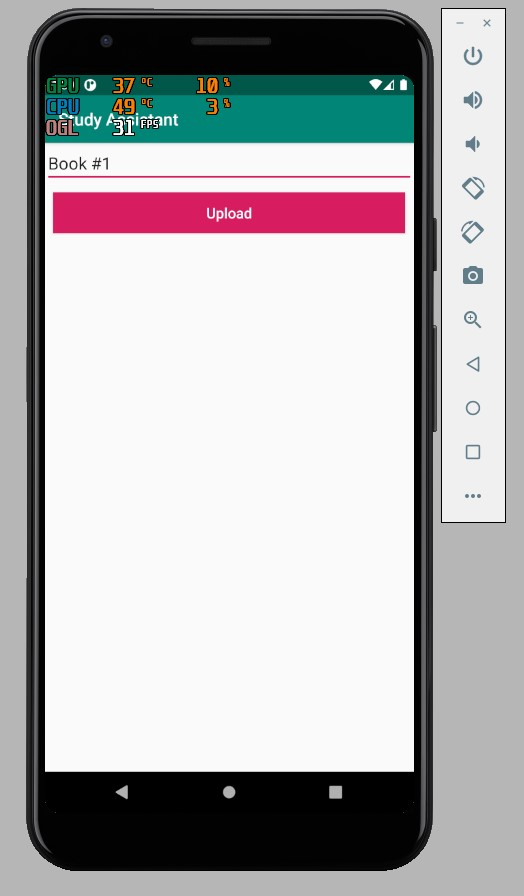 GPU 37 °C 10 %
CPU 49 °C 3 %
Study Assistant
OGL 31 FPS
Book #1
Upload